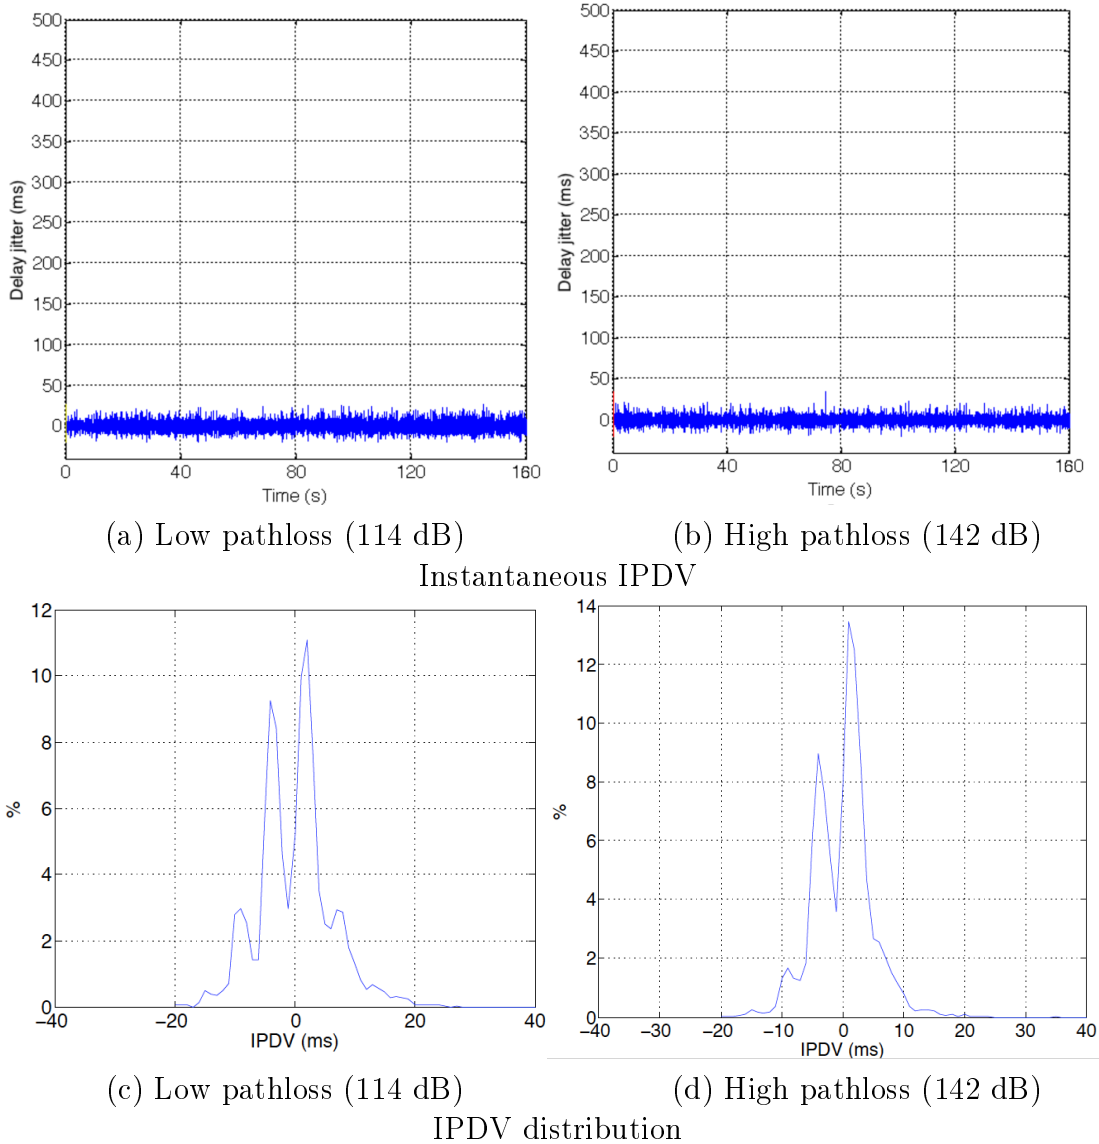 500
450
400
350
300
250
200
150
100
50
0
Delay jitter (ms)
0 40 80 120 160
Time (s)
500
450
400
350
300
250
200
150
100
50
0
Delay jitter (ms)
0 40 80 120 160
Time (s)
(a) Low pathloss (114 dB)
(b) High pathloss (142 dB)
Instantaneous IPDV
12
10
8
6
4
2
0
%
−40 −20 0 20 40
IPDV (ms)
14
12
10
8
6
4
2
0
%
−40 −30 −20 −10 0 10 20 30 40
IPDV (ms)
(c) Low pathloss (114 dB)
(d) High pathloss (142 dB)
IPDV distribution